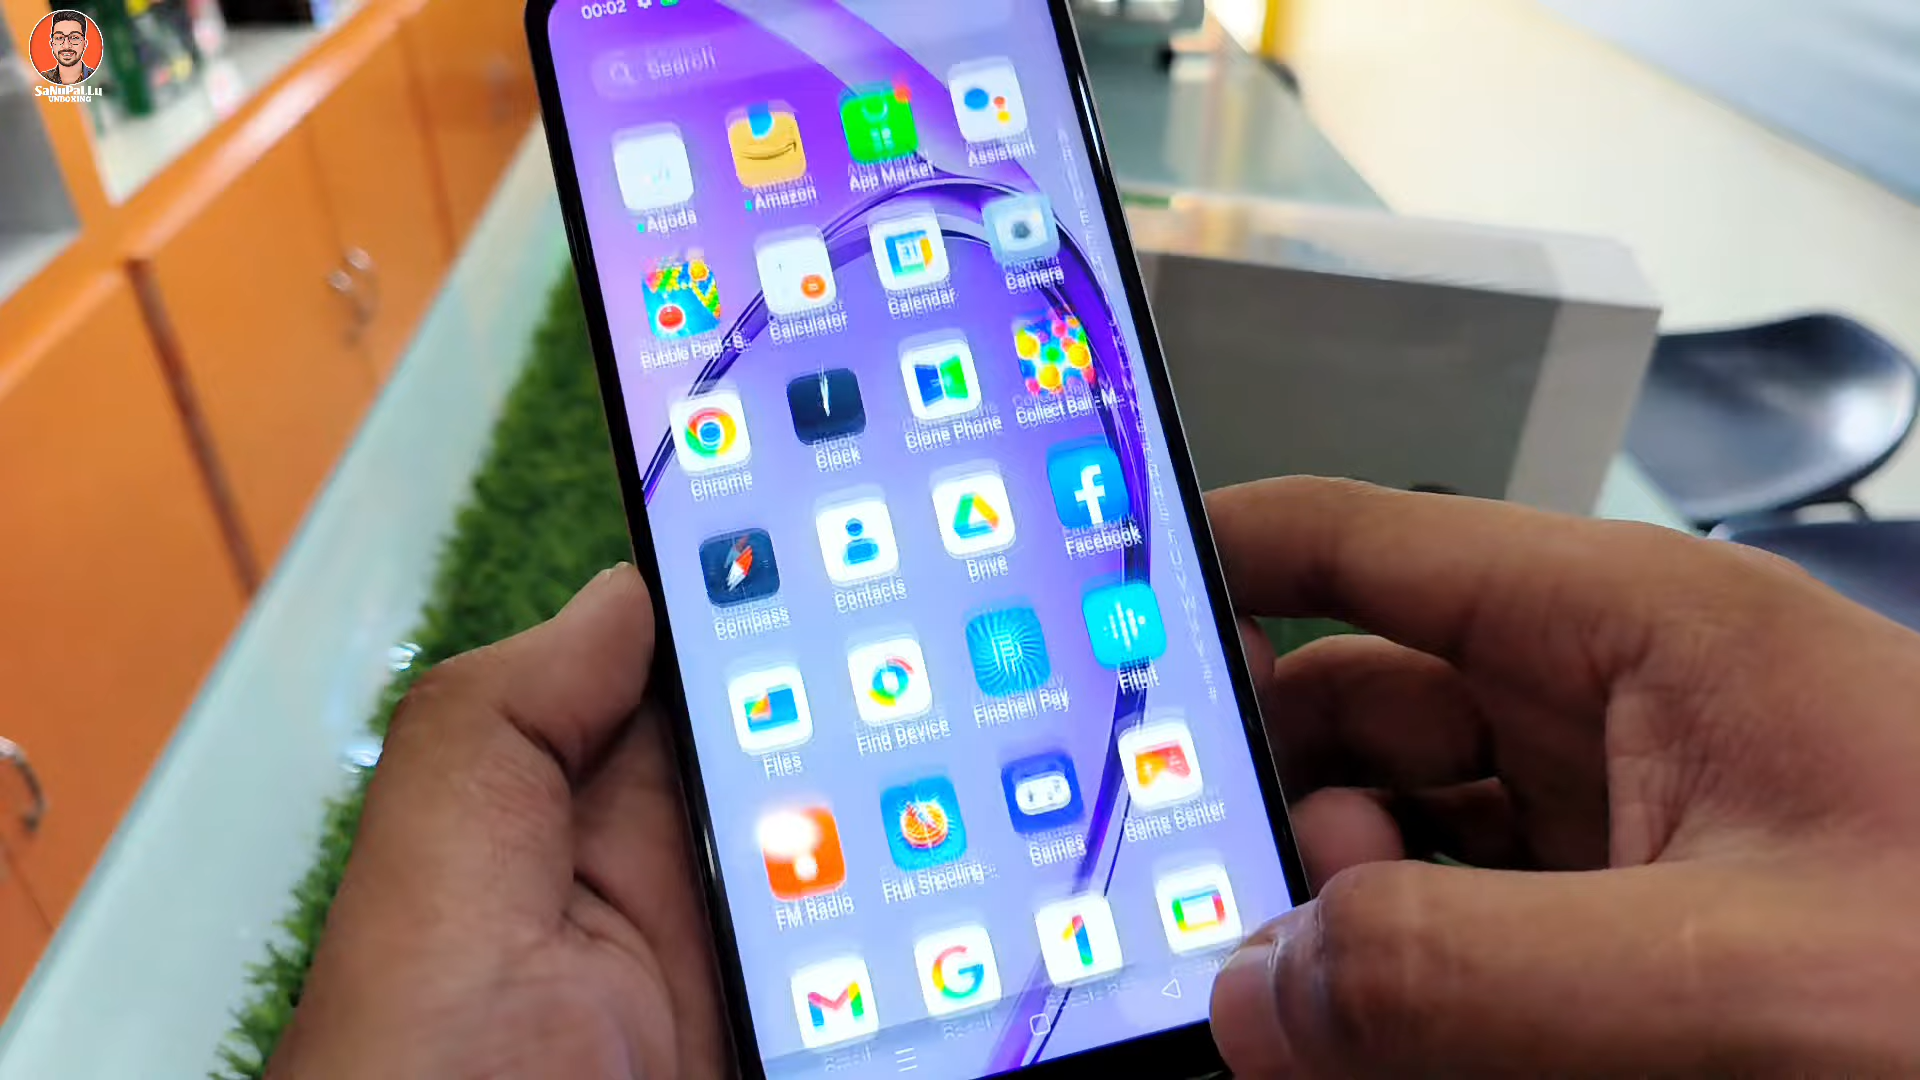 SaNuPaLLu
UNBOXING
00:02
Search
Agoda
Amazon
App Market
Assistant
Bubble Pop! - S...
Calculator
Calendar
Camera
Chrome
Clock
Clone Phone
Collect Ball - M...
Compass
Contacts
Drive
Facebook
Files
Find Device
Finshell Pay
Fitbit
FM Radio
Fruit Shooting...
Games
Game Center